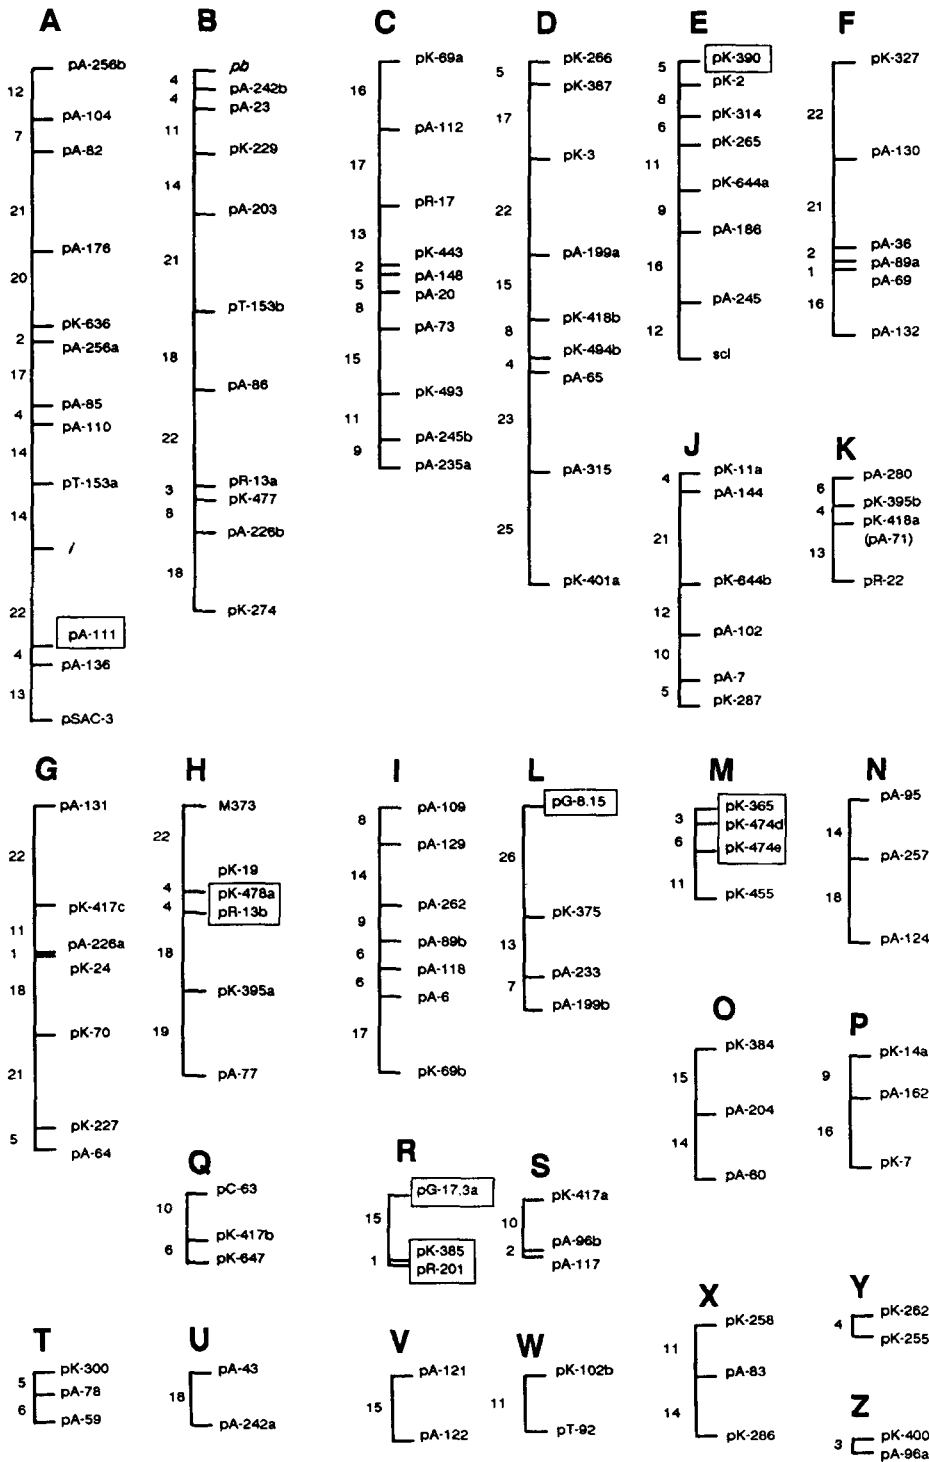 A
pA-256b
12
pA-104
7
pA-82
21
pA-176
20
pK-636
2
pA-256a
17
pA-85
4
pA-110
14
pT-153a
14
i
22
pA-111
4
pA-136
13
pSAC-3
B
pb
4
pA-242b
4
pA-23
11
pK-229
14
pA-203
21
pT-153b
18
pA-86
22
pR-13a
3
pK-477
8
pA-226b
18
pK-274
C
pK-69a
16
pA-112
17
pR-17
13
pK-443
2
pA-148
5
pA-20
8
pA-73
15
pK-493
11
pA-245b
9
pA-235a
D
pK-266
5
pK-387
17
pK-3
22
pA-199a
15
pK-418b
8
pK-494b
4
pA-65
23
pA-315
25
pK-401a
E
pK-390
5
pK-2
8
pK-314
6
pK-265
11
pK-644a
9
pA-186
16
pA-245
12
scl
F
pK-327
22
pA-130
21
pA-36
2
pA-89a
1
pA-69
16
pA-132
J
pK-11a
4
pA-144
21
pK-644b
12
pA-102
10
pA-7
5
pK-287
K
pA-280
6
pK-395b
4
pK-418a
(pA-71)
13
pR-22
G
pA-131
22
pK-417c
11
pA-226a
1
pK-24
18
pK-70
21
pK-227
5
pA-64
H
M373
22
pK-19
4
pK-478a
4
pR-13b
18
pK-395a
19
pA-77
I
pA-109
8
pA-129
14
pA-262
9
pA-89b
6
pA-118
6
pA-6
17
pK-69b
L
pG-8.15
26
pK-375
13
pA-233
7
pA-199b
M
pK-365
3
pK-474d
6
pK-474e
11
pK-455
N
pA-95
14
pA-257
18
pA-124
O
pK-384
15
pA-204
14
pA-60
P
pK-14a
9
pA-162
16
pK-7
Q
pC-63
10
pK-417b
6
pK-647
R
pG-17.3a
15
pK-385
1
pR-201
S
pK-417a
10
pA-96b
2
pA-117
T
pK-300
5
pA-78
6
pA-59
U
pA-43
18
pA-242a
V
pA-121
15
pA-122
W
pK-102b
11
pT-92
X
pK-258
11
pA-83
14
pK-286
Y
pK-262
4
pK-255
Z
pK-400
3
pA-96a